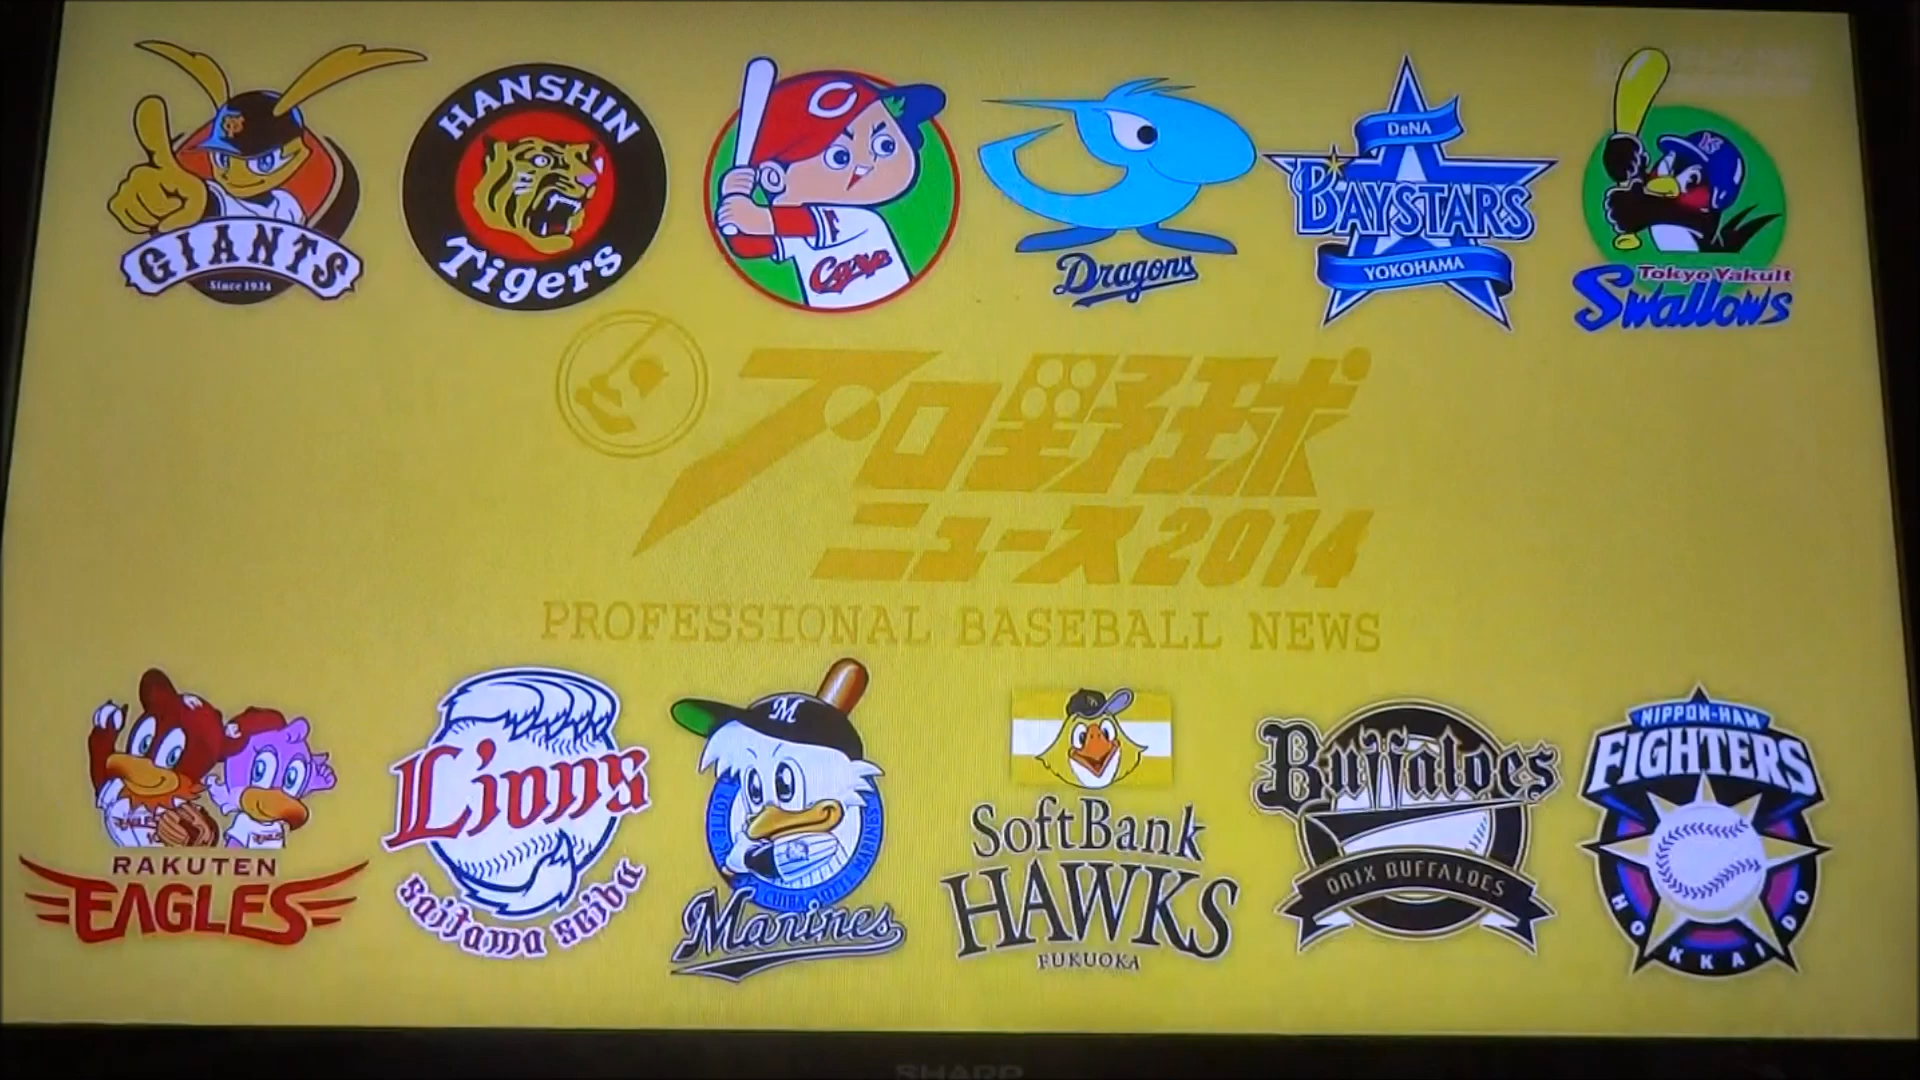 GIANTS
Since 1934
HANSHIN
Tigers
C
Carp
Dragons
DeNA
BAYSTARS
YOKOHAMA
Tokyo Yakult
Swallows
プロ野球
ニュース2014
PROFESSIONAL BASEBALL NEWS
RAKUTEN
EAGLES
Lions
Saitama Seibu
M
Marines
SoftBank
HAWKS
FUKUOKA
Buffaloes
ORIX BUFFALOES
NIPPON-HAM
FIGHTERS
HOKKAIDO
SHARP